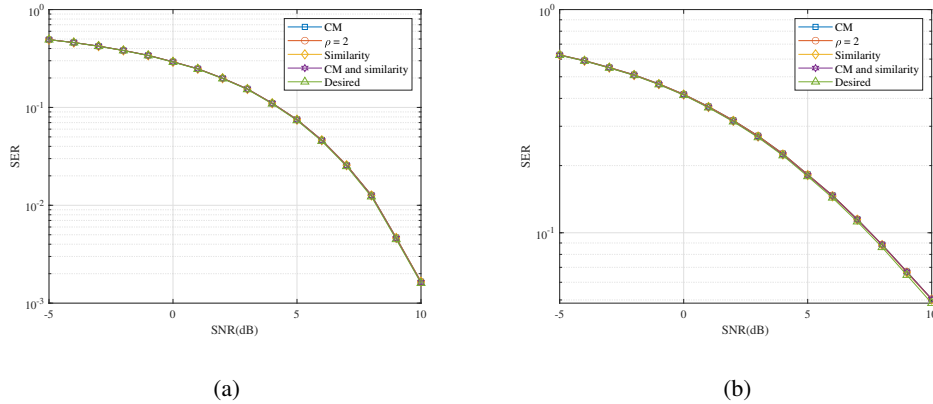 10^0
10^-1
10^-2
10^-3
SER
-5 0 5 10
SNR(dB)
CM
ρ = 2
Similarity
CM and similarity
Desired
(a)
10^0
10^-1
SER
-5 0 5 10
SNR(dB)
CM
ρ = 2
Similarity
CM and similarity
Desired
(b)